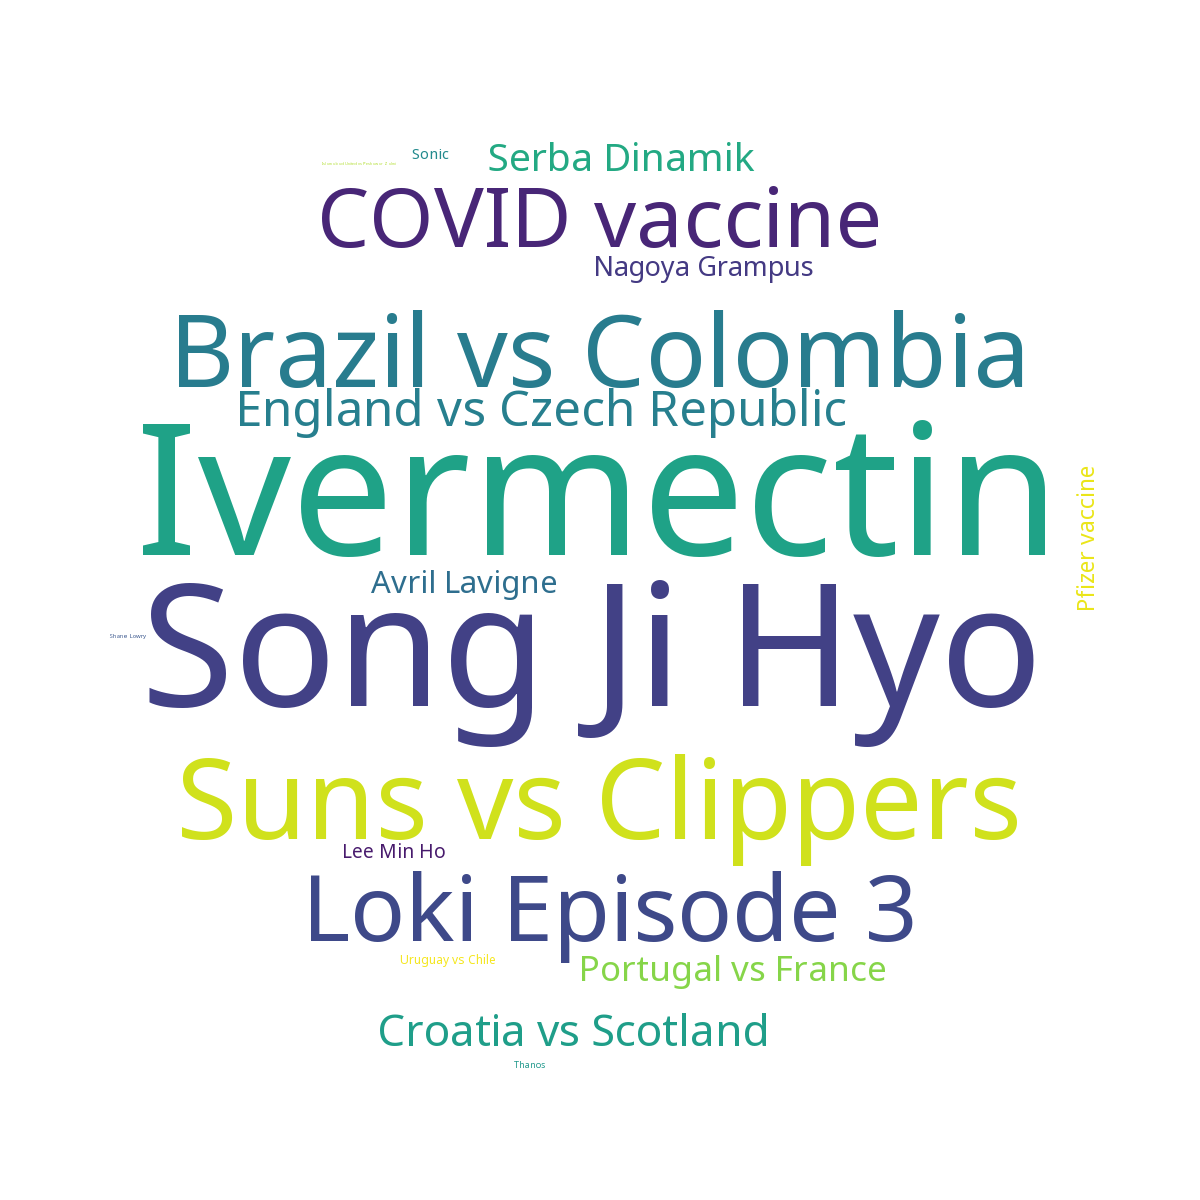 Sonic
Serba Dinamik
COVID vaccine
Nagoya Grampus
Brazil vs Colombia
England vs Czech Republic
Ivermectin
Pfizer vaccine
Avril Lavigne
Song Ji Hyo
Shane Lowry
Suns vs Clippers
Lee Min Ho
Loki Episode 3
Uruguay vs Chile
Portugal vs France
Croatia vs Scotland
Thanos